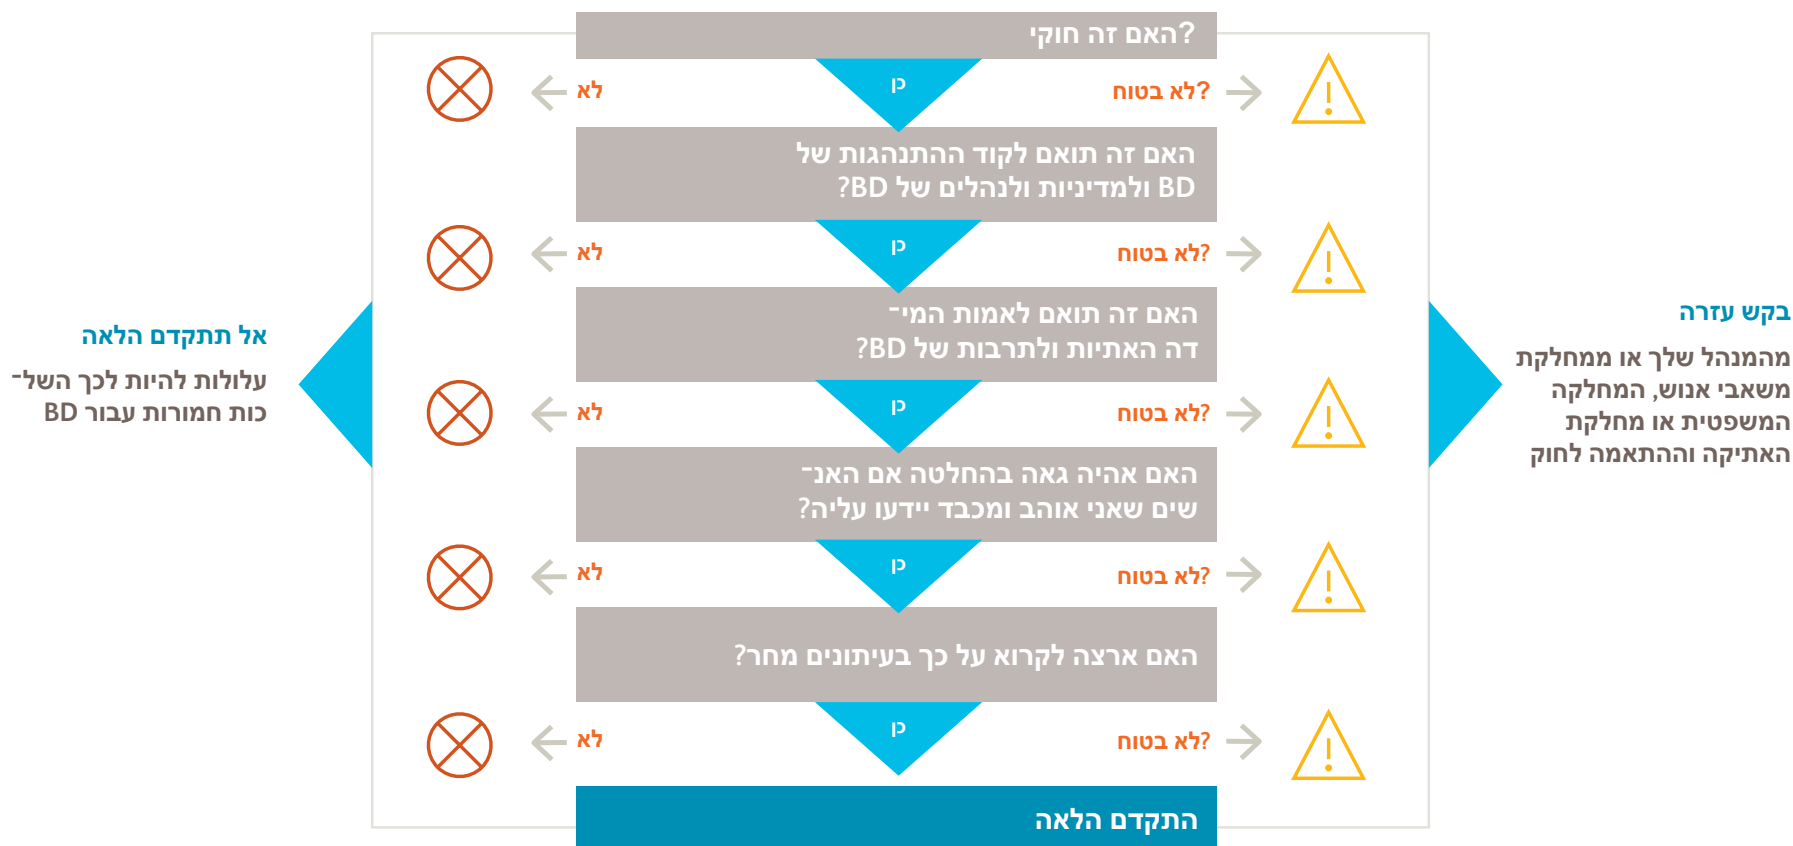 האם זה חוקי?
לא בטוח?
כן
לא
האם זה תואם לקוד ההתנהגות של
BD ולמדיניות ולנהלים של BD?
לא בטוח?
כן
לא
האם זה תואם לאמות המי־
דה האתיות ולתרבות של BD?
לא בטוח?
כן
לא
האם אהיה גאה בהחלטה אם האנ־
שים שאני אוהב ומכבד יידעו עליה?
לא בטוח?
כן
לא
האם ארצה לקרוא על כך בעיתונים מחר?
לא בטוח?
כן
לא
התקדם הלאה
בקש עזרה
מהמנהל שלך או ממחלקת
משאבי אנוש, המחלקה
המשפטית או מחלקת
האתיקה וההתאמה לחוק
אל תתקדם הלאה
עלולות להיות לכך השל־
כות חמורות עבור BD